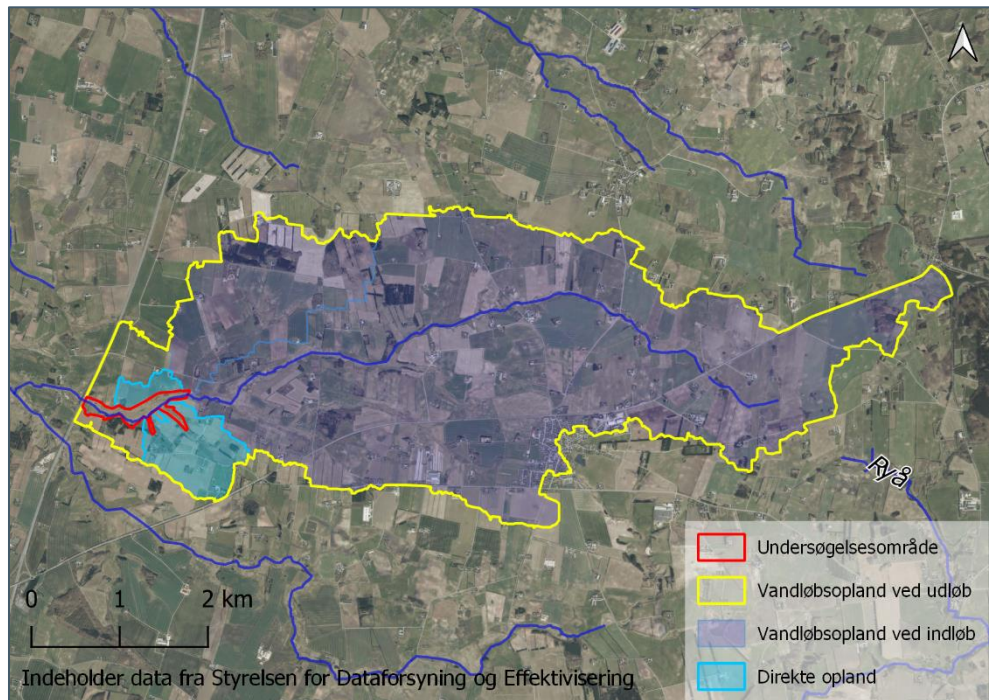 Ryå
Undersøgelsesområde
Vandløbsopland ved udløb
Vandløbsopland ved indløb
Direkte opland
0 1 2 km
Indeholder data fra Styrelsen for Dataforsyning og Effektivisering